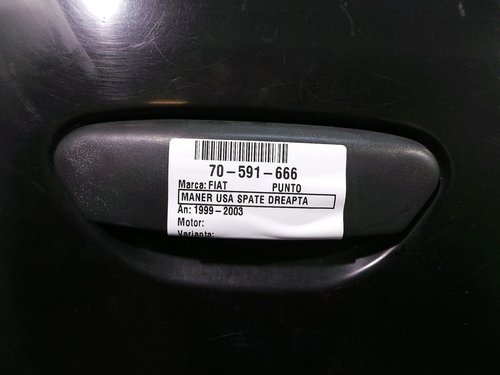 70-591-666
Marca: FIAT PUNTO
MANER USA SPATE DREAPTA
An: 1999-2003
Motor:
Varianta: